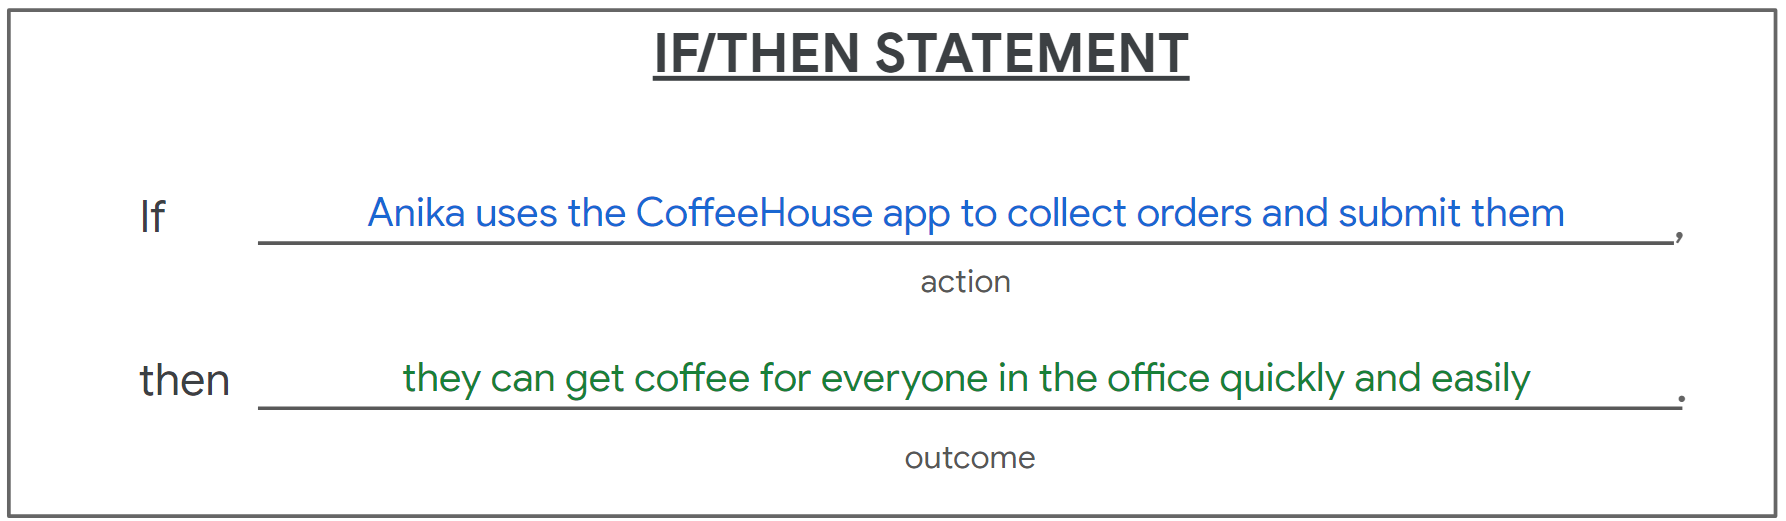 IF/THEN STATEMENT
If Anika uses the CoffeeHouse app to collect orders and submit them,
action
then they can get coffee for everyone in the office quickly and easily.
outcome